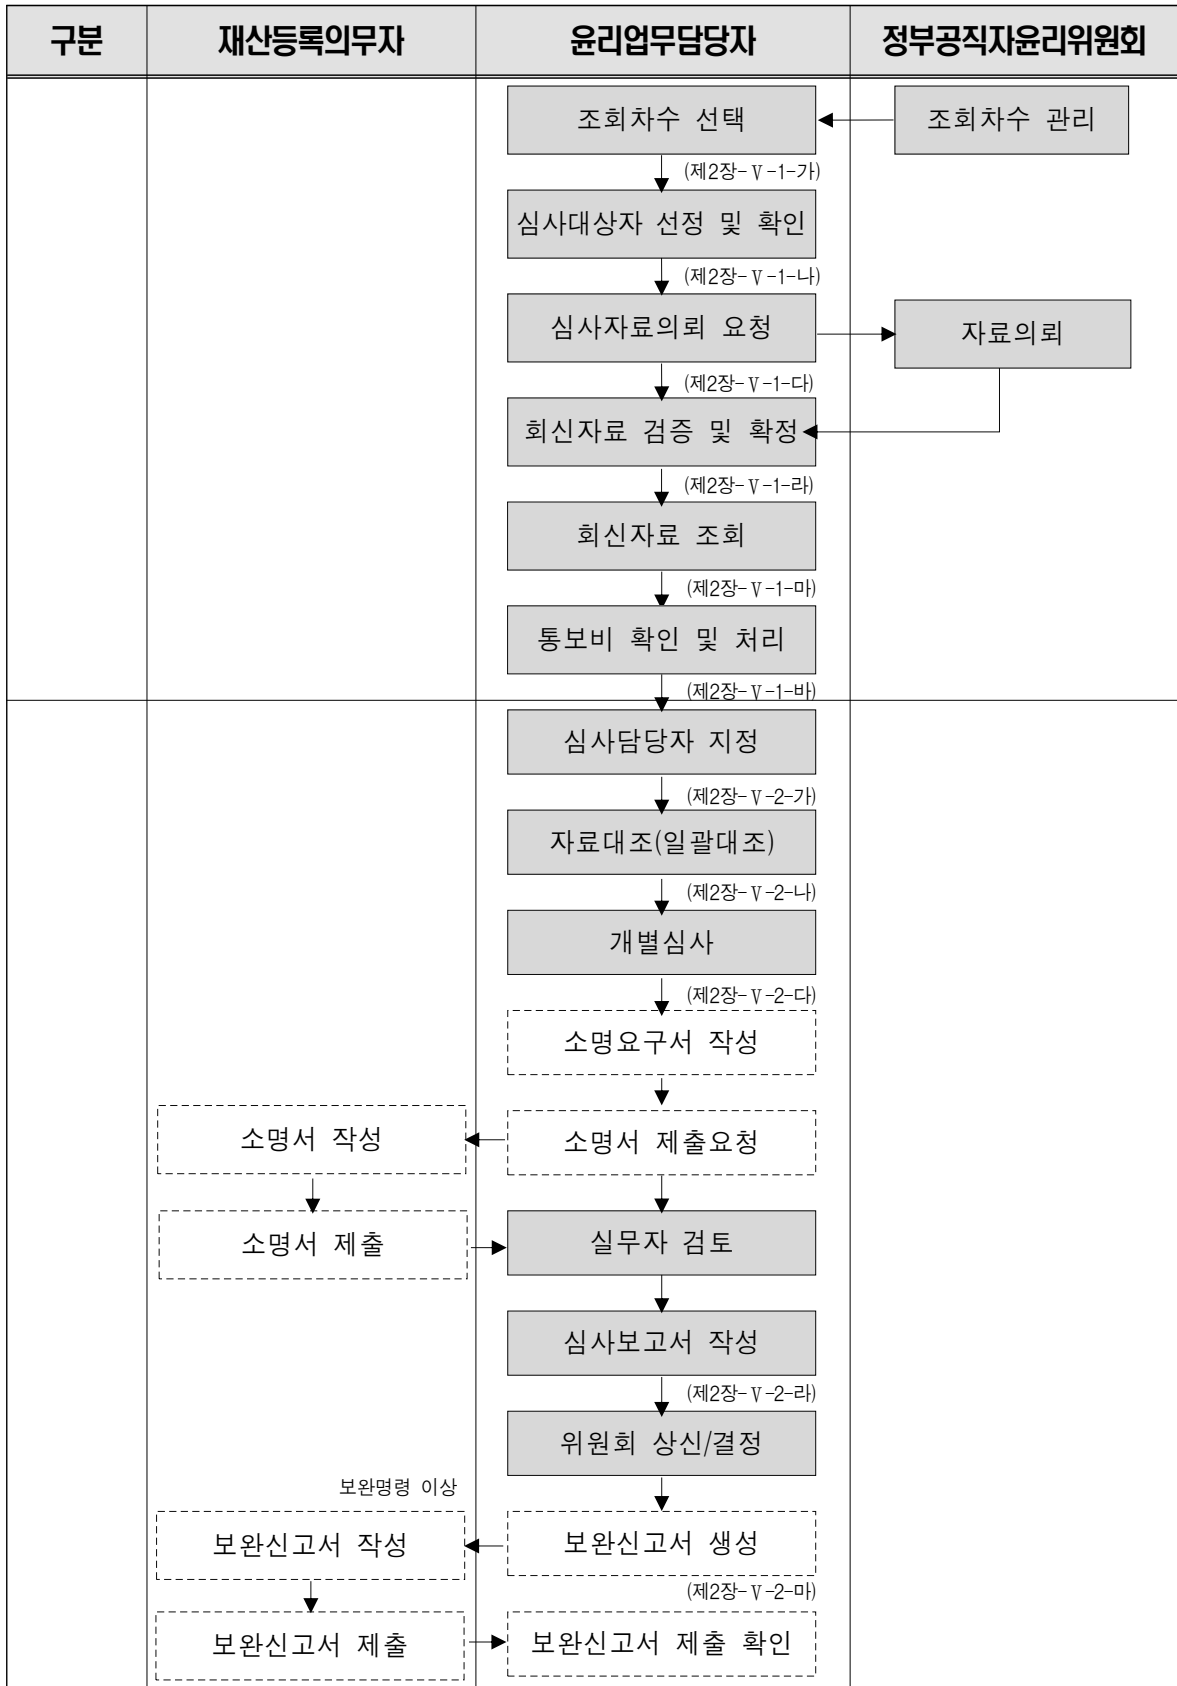 구분 재산등록의무자 윤리업무담당자 정부공직자윤리위원회
조회차수 선택 조회차수 관리
(제2장-Ⅴ-1-가)
심사대상자 선정 및 확인
(제2장-Ⅴ-1-나)
심사자료의뢰 요청 자료의뢰
(제2장-Ⅴ-1-다)
회신자료 검증 및 확정
(제2장-Ⅴ-1-라)
회신자료 조회
(제2장-Ⅴ-1-마)
통보비 확인 및 처리
(제2장-Ⅴ-1-바)
심사담당자 지정
(제2장-Ⅴ-2-가)
자료대조(일괄대조)
(제2장-Ⅴ-2-나)
개별심사
(제2장-Ⅴ-2-다)
소명요구서 작성
소명서 작성 소명서 제출요청
소명서 제출 실무자 검토
심사보고서 작성
(제2장-Ⅴ-2-라)
위원회 상신/결정
보완명령 이상
보완신고서 작성 보완신고서 생성
(제2장-Ⅴ-2-마)
보완신고서 제출 보완신고서 제출 확인